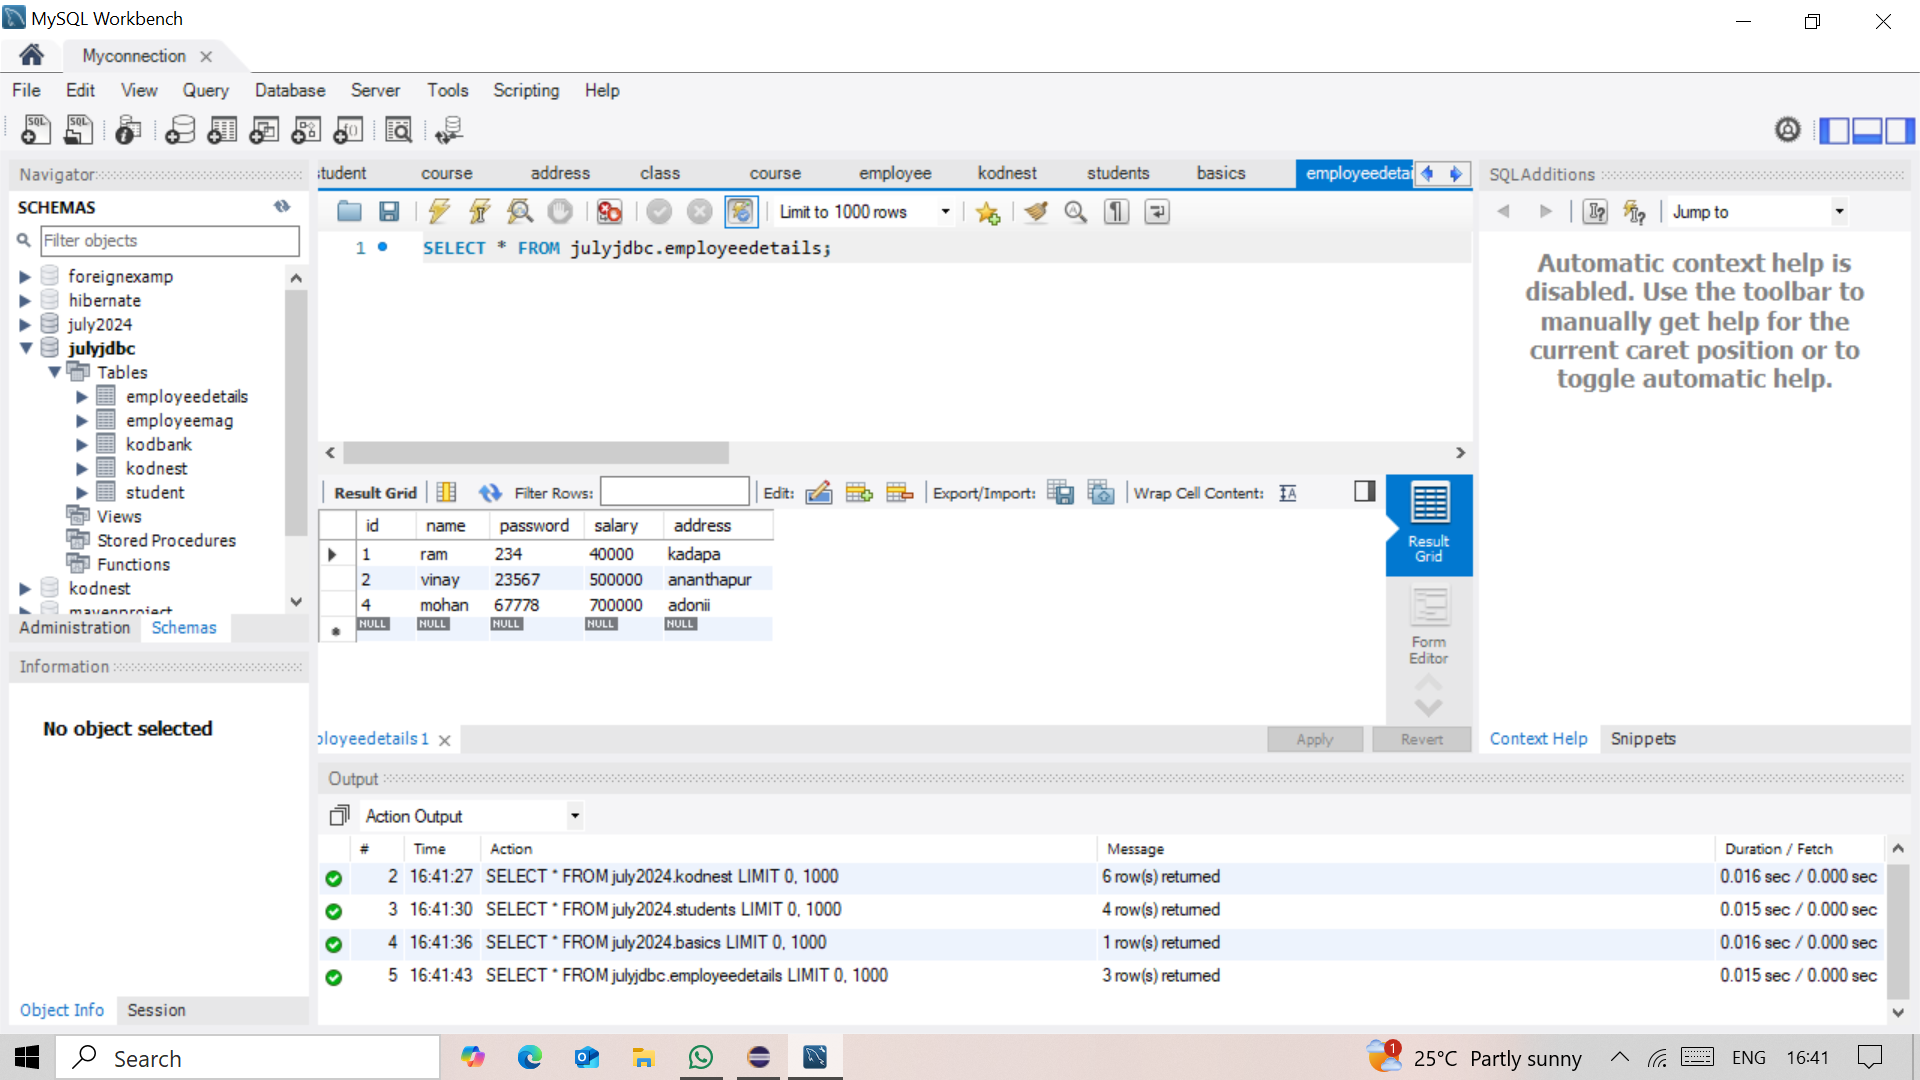 MySQL Workbench
Myconnection
File Edit View Query Database Server Tools Scripting Help
Navigator
SCHEMAS
Filter objects
foreignexamp
hibernate
july2024
julyjdbc
Tables
employeedetails
employeemag
kodbank
kodnest
student
Views
Stored Procedures
Functions
kodnest
mavenproject
Administration Schemas
Information
No object selected
Object Info Session
student course address class course employee kodnest students basics employeedetai
Limit to 1000 rows
1 SELECT * FROM julyjdbc.employeedetails;
Result Grid Filter Rows: Edit: Export/Import: Wrap Cell Content:
id name password salary address
1 ram 234 40000 kadapa
2 vinay 23567 500000 ananthapur
4 mohan 67778 700000 adonii
NULL NULL NULL NULL NULL
Result
Grid
Form
Editor
ployeedetails 1
Apply Revert
SQLAdditions
Jump to
Automatic context help is
disabled. Use the toolbar to
manually get help for the
current caret position or to
toggle automatic help.
Context Help Snippets
Output
Action Output
# Time Action Message Duration / Fetch
2 16:41:27 SELECT * FROM july2024.kodnest LIMIT 0, 1000 6 row(s) returned 0.016 sec / 0.000 sec
3 16:41:30 SELECT * FROM july2024.students LIMIT 0, 1000 4 row(s) returned 0.015 sec / 0.000 sec
4 16:41:36 SELECT * FROM july2024.basics LIMIT 0, 1000 1 row(s) returned 0.016 sec / 0.000 sec
5 16:41:43 SELECT * FROM julyjdbc.employeedetails LIMIT 0, 1000 3 row(s) returned 0.015 sec / 0.000 sec
Search
1
25°C Partly sunny
ENG
16:41